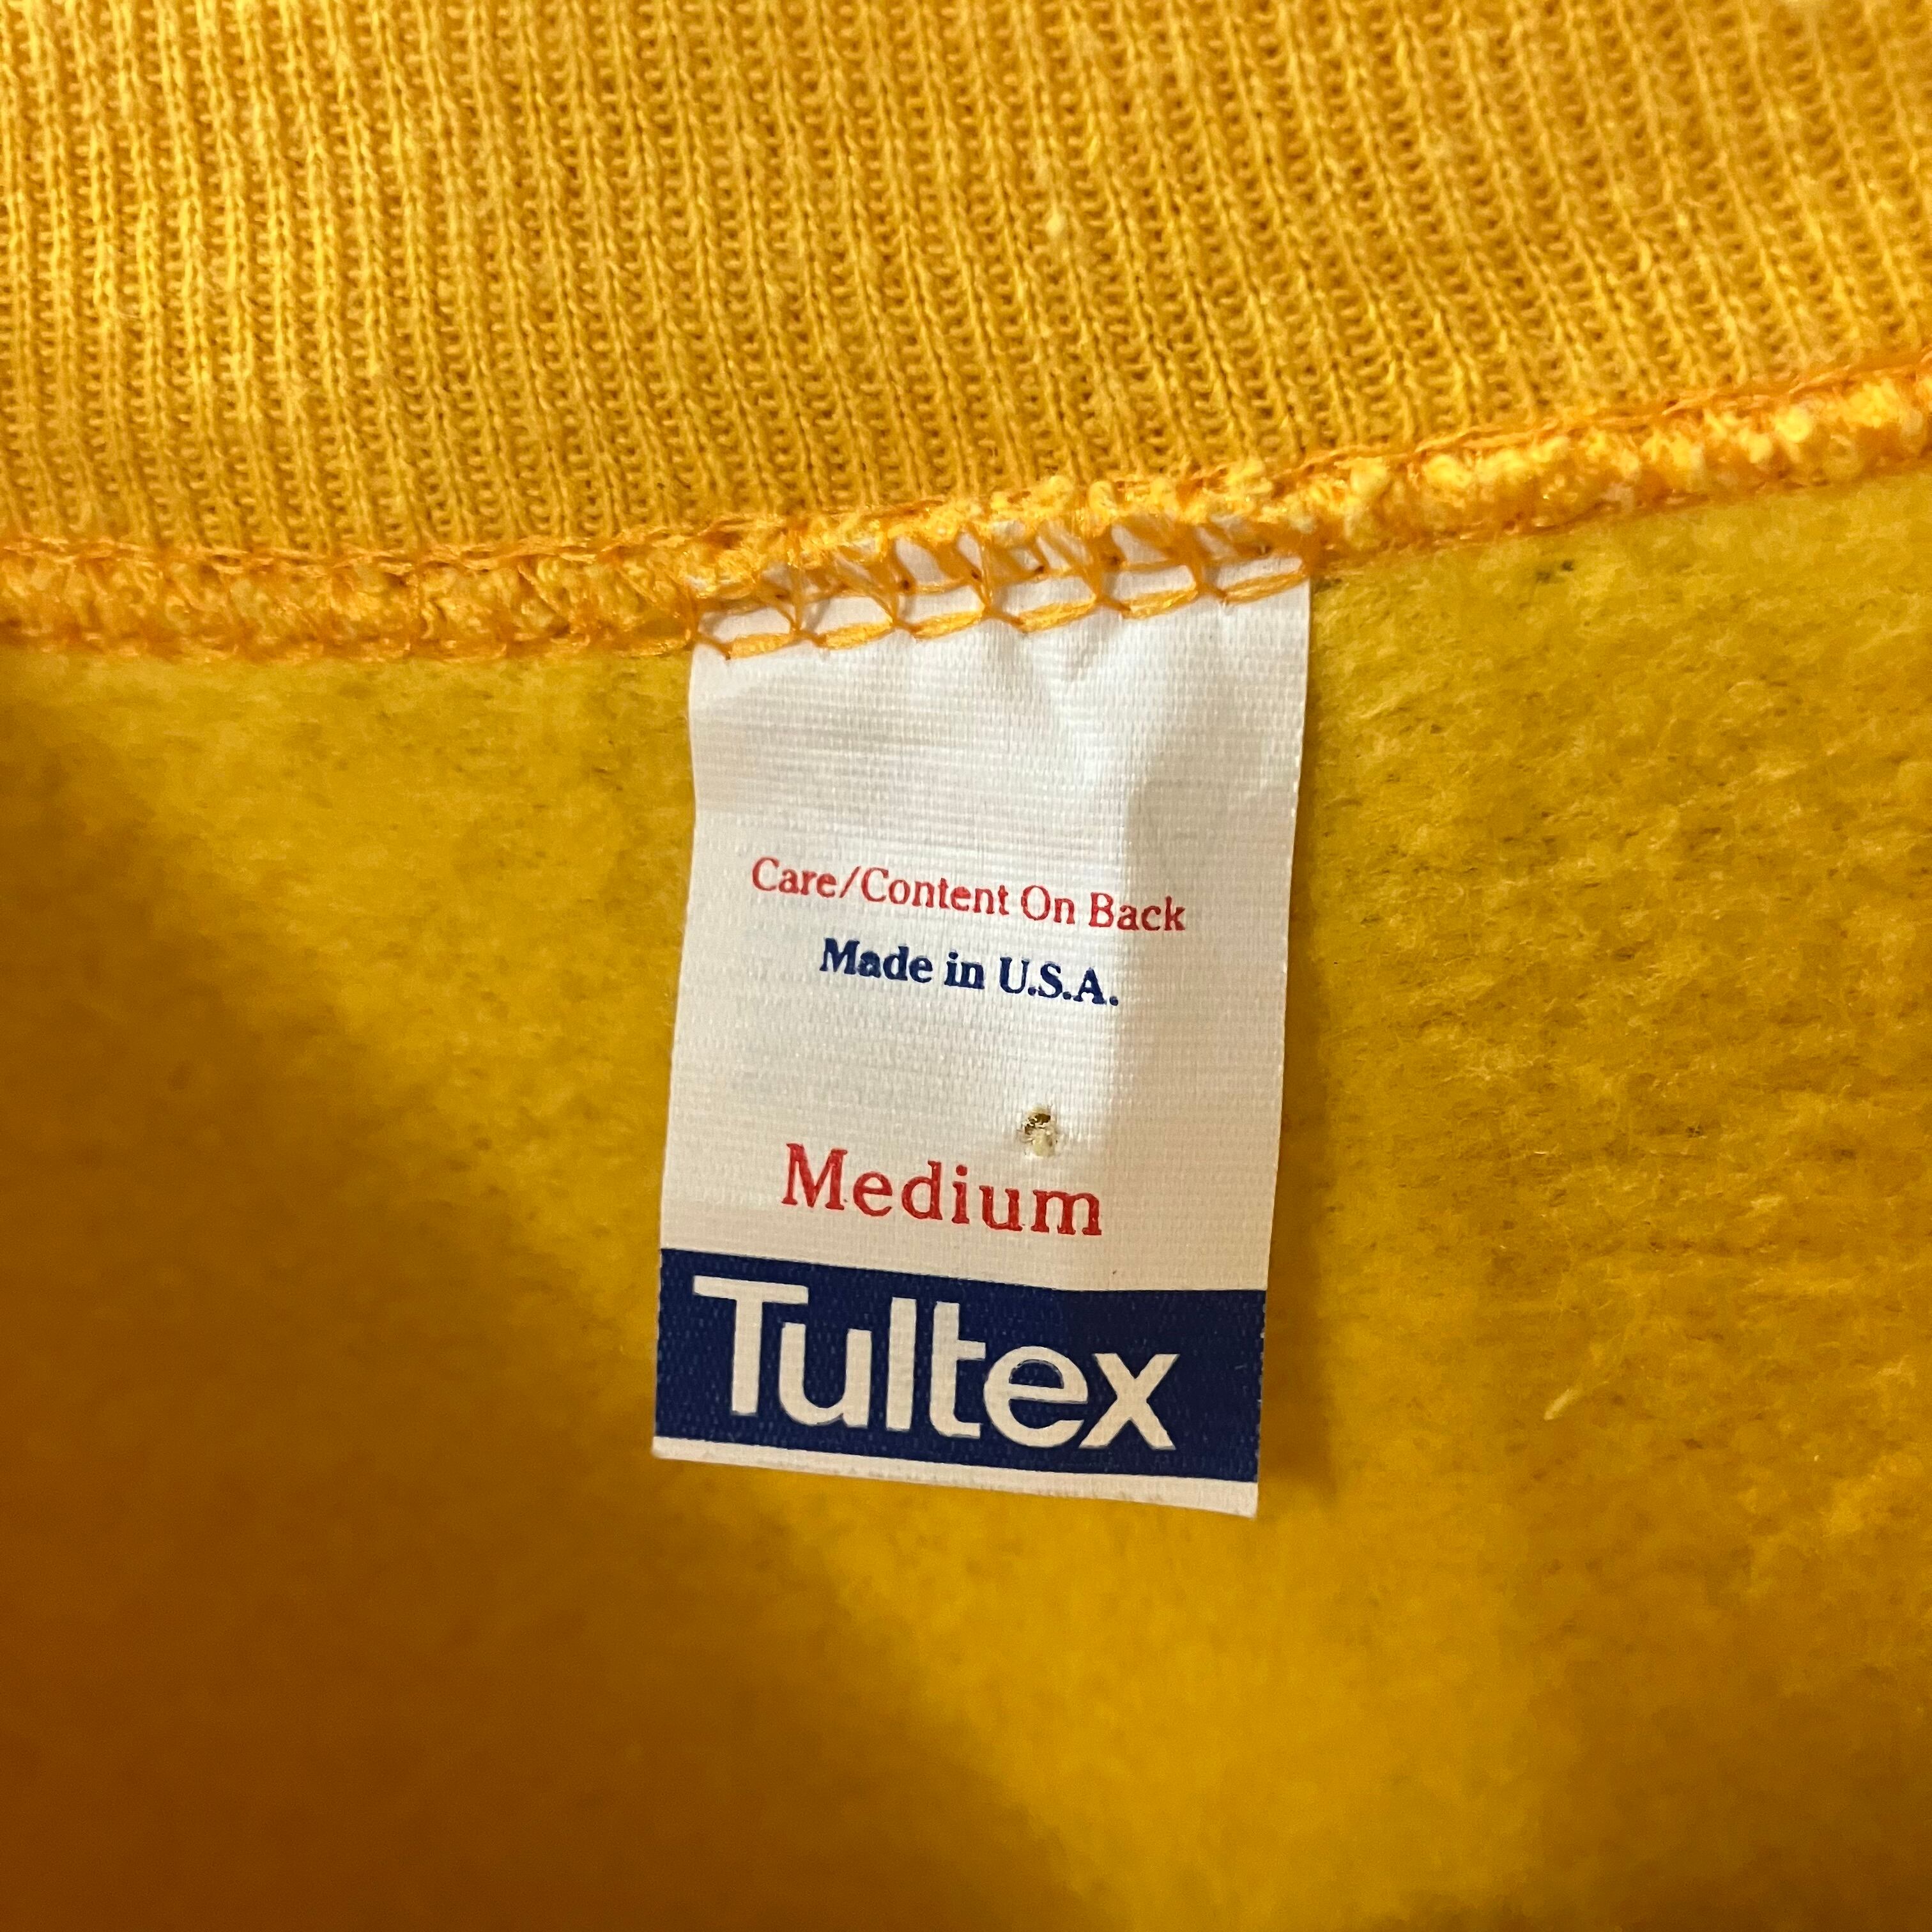 Care/Content On Back
Made in U.S.A.
Medium
Tultex